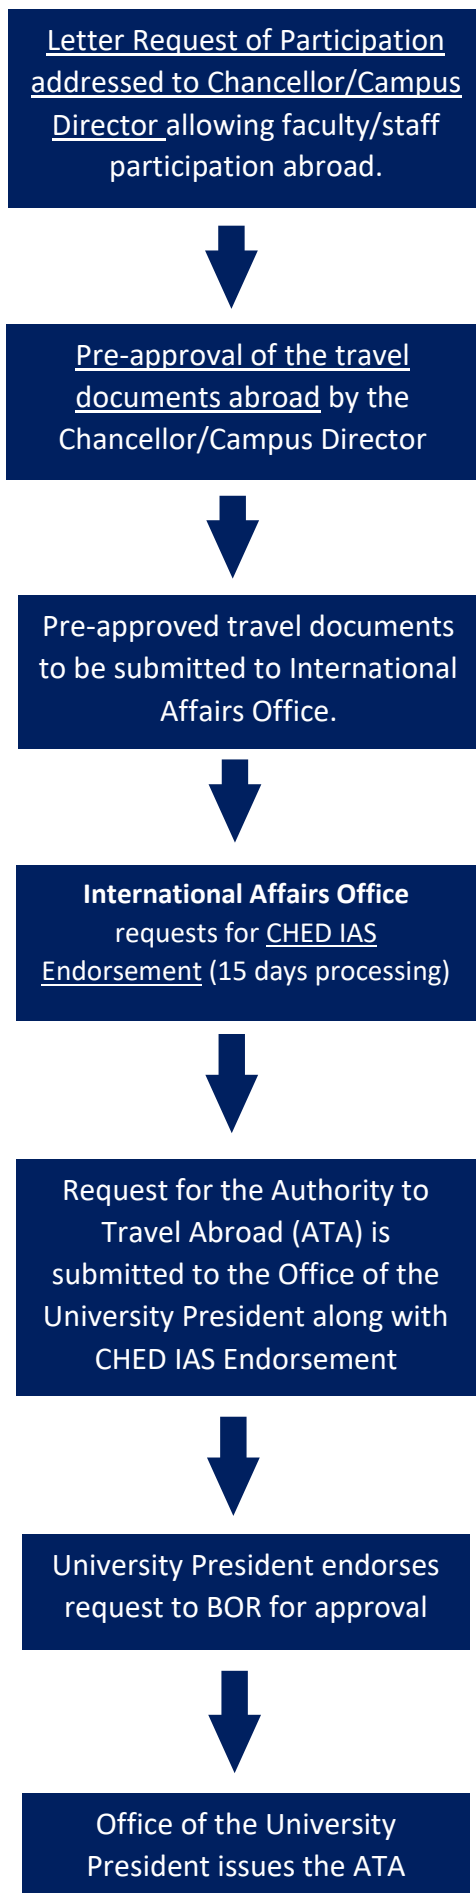 Letter Request of Participation
addressed to Chancellor/Campus
Director allowing faculty/staff
participation abroad.
Pre-approval of the travel
documents abroad by the
Chancellor/Campus Director
Pre-approved travel documents
to be submitted to International
Affairs Office.
International Affairs Office
requests for CHED IAS
Endorsement (15 days processing)
Request for the Authority to
Travel Abroad (ATA) is
submitted to the Office of the
University President along with
CHED IAS Endorsement
University President endorses
request to BOR for approval
Office of the University
President issues the ATA